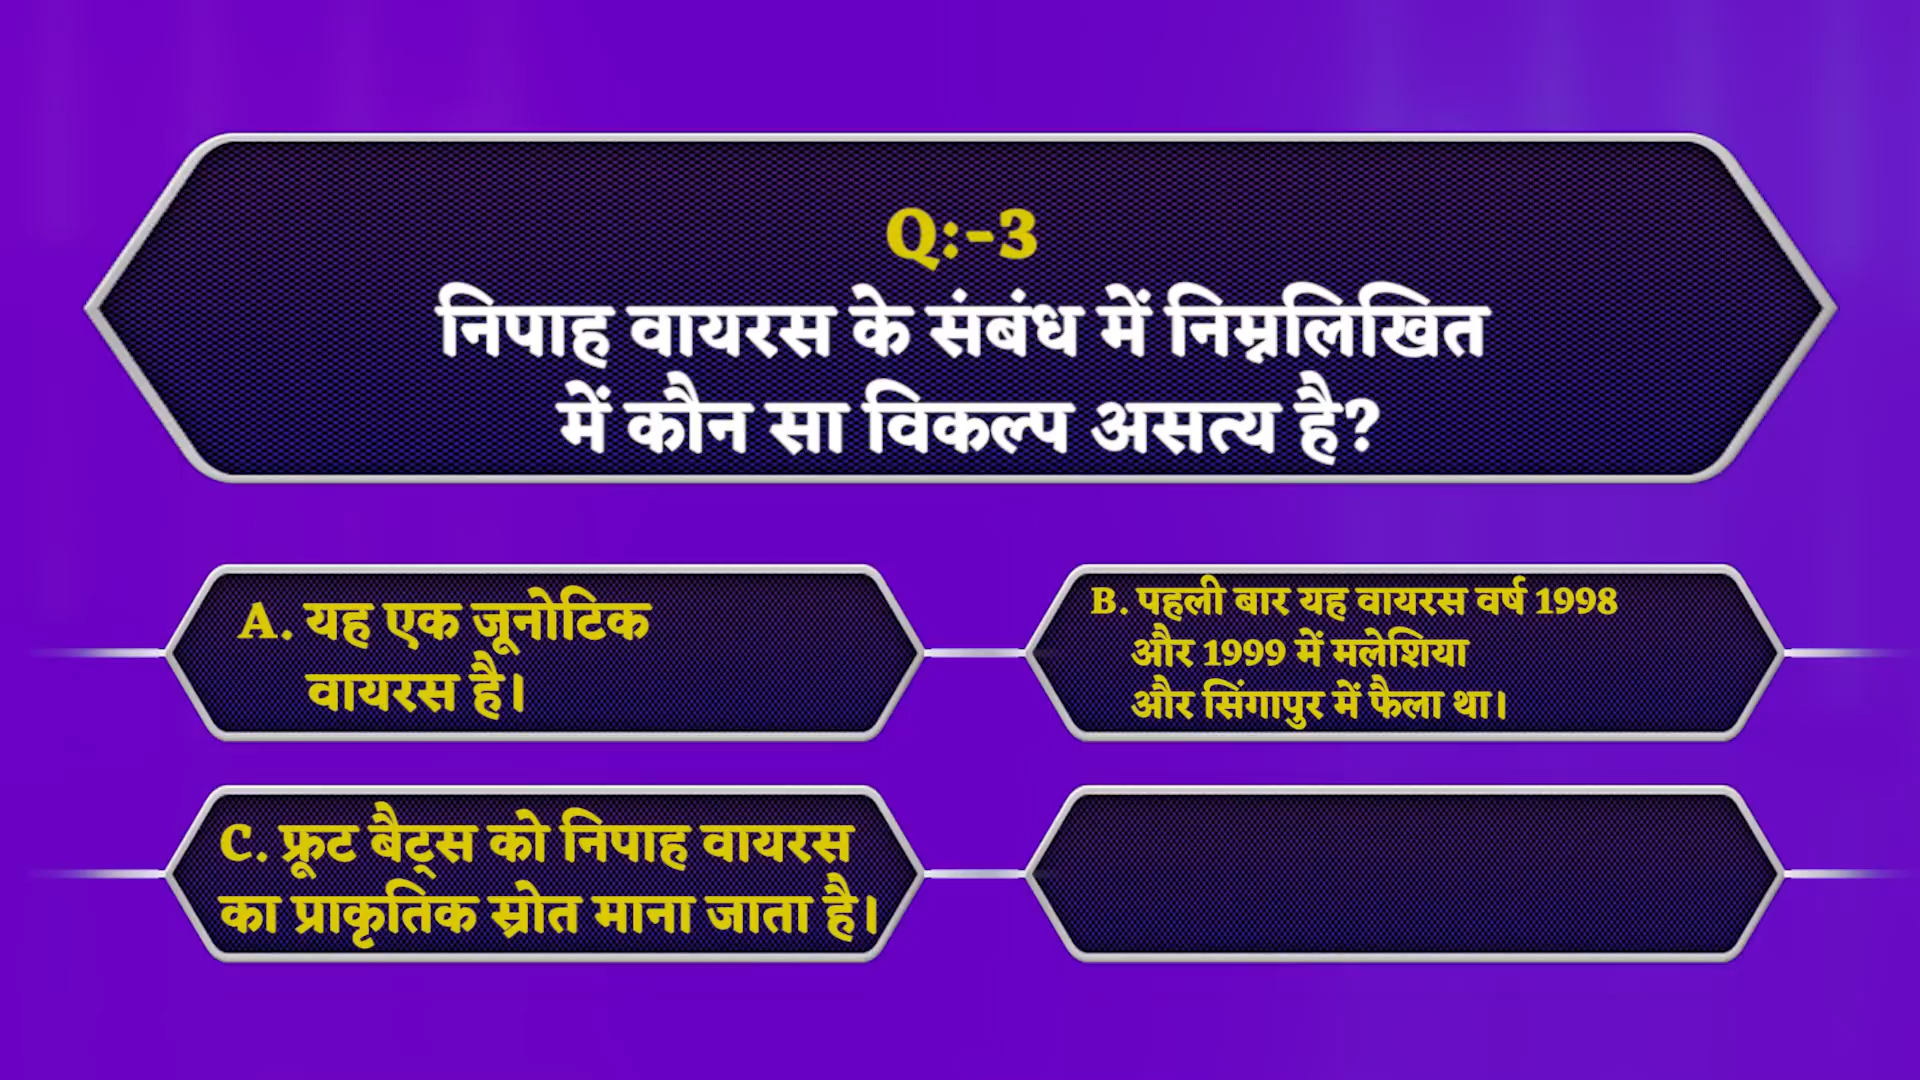 Q:-3
निपाह वायरस के संबंध में निम्नलिखित
में कौन सा विकल्प असत्य है?
A. यह एक जूनोटिक
वायरस है।
B. पहली बार यह वायरस वर्ष 1998
और 1999 में मलेशिया
और सिंगापुर में फैला था।
C. फ्रूट बैट्स को निपाह वायरस
का प्राकृतिक स्रोत माना जाता है।